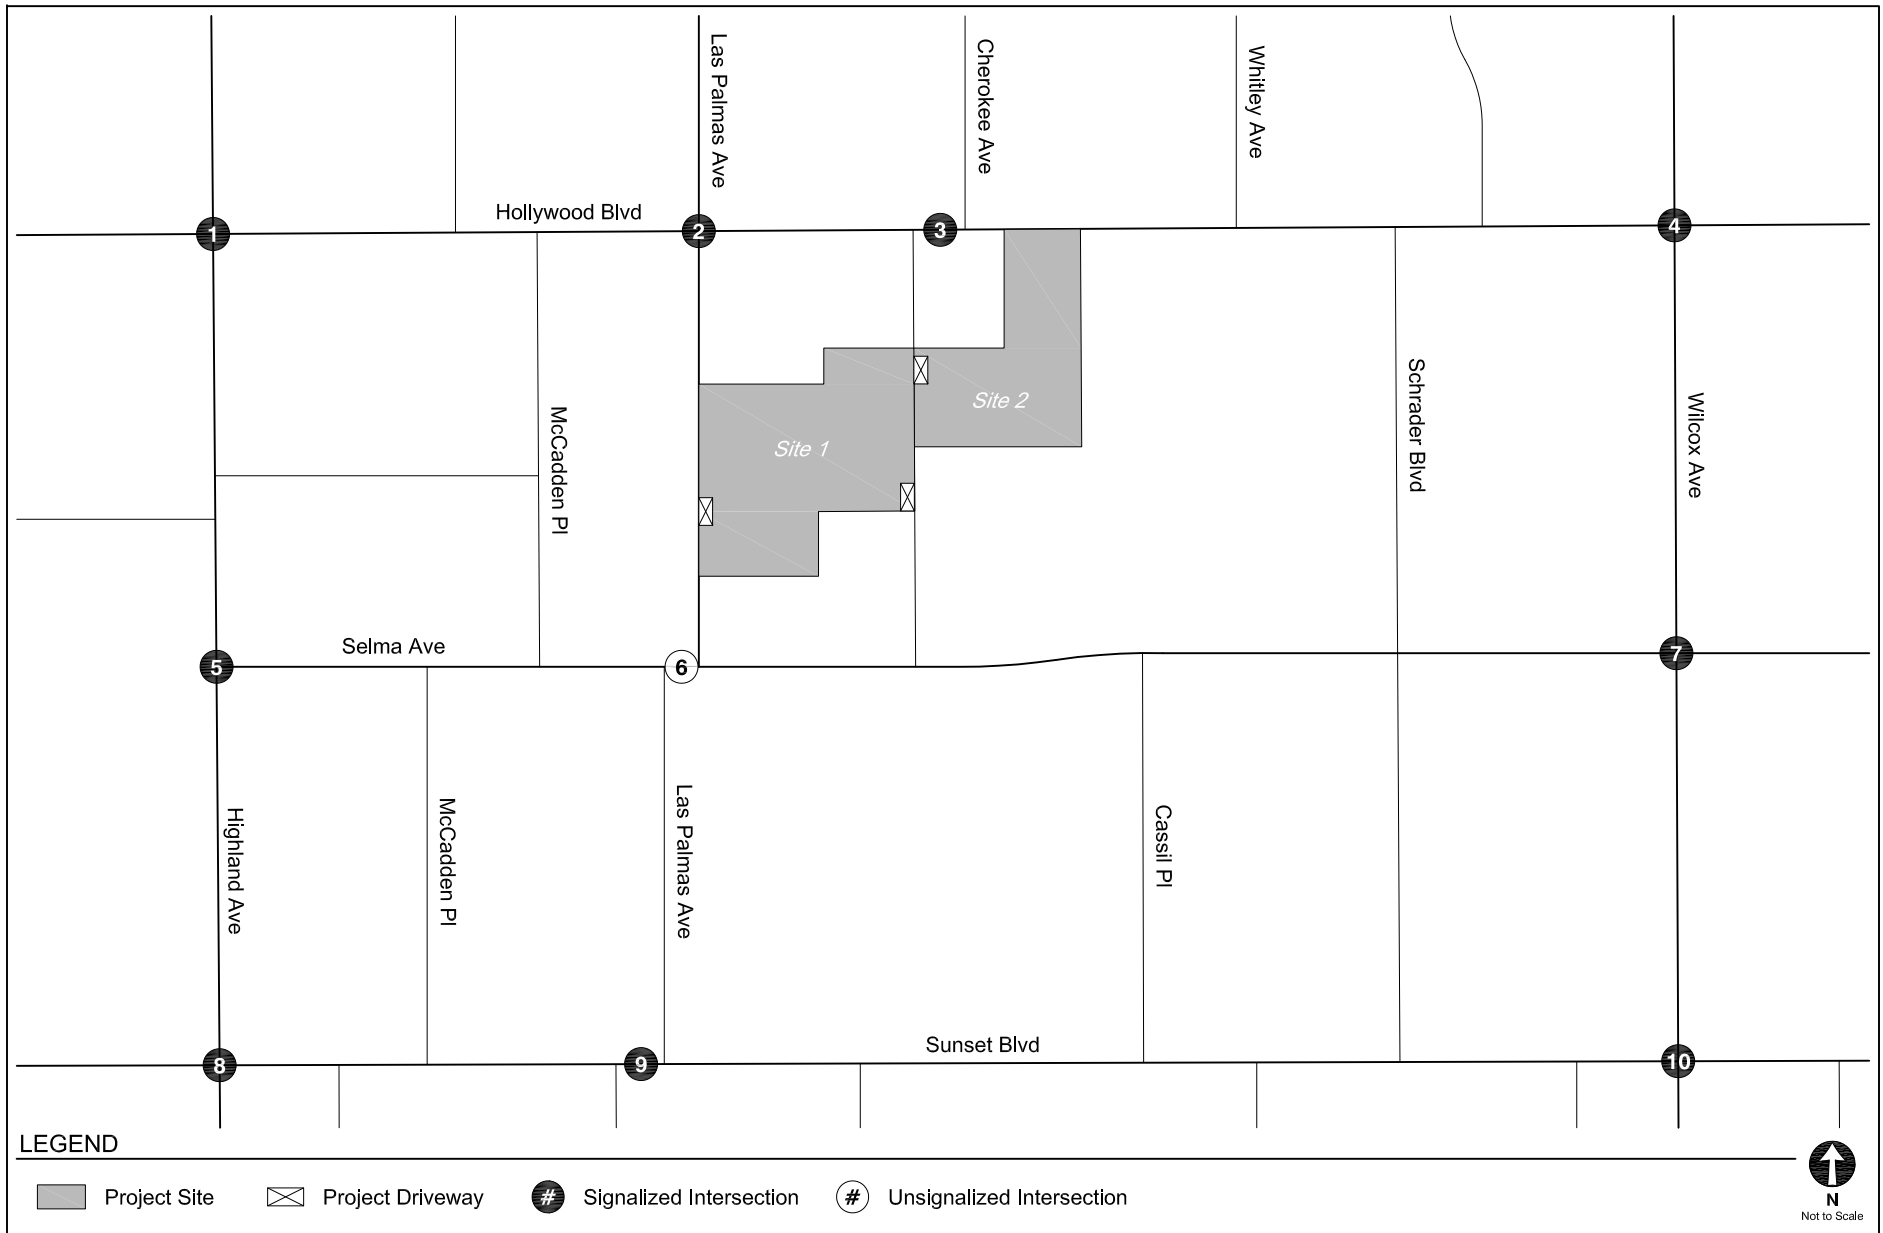 Las Palmas Ave
Cherokee Ave
Whitley Ave
Hollywood Blvd
1
2
3
4
McCadden Pl
Site 1
Site 2
Schrader Blvd
Wilcox Ave
Selma Ave
5
6
7
Highland Ave
McCadden Pl
Las Palmas Ave
Cassil Pl
Sunset Blvd
8
9
10
LEGEND
Project Site
Project Driveway
# Signalized Intersection
# Unsignalized Intersection
N
Not to Scale